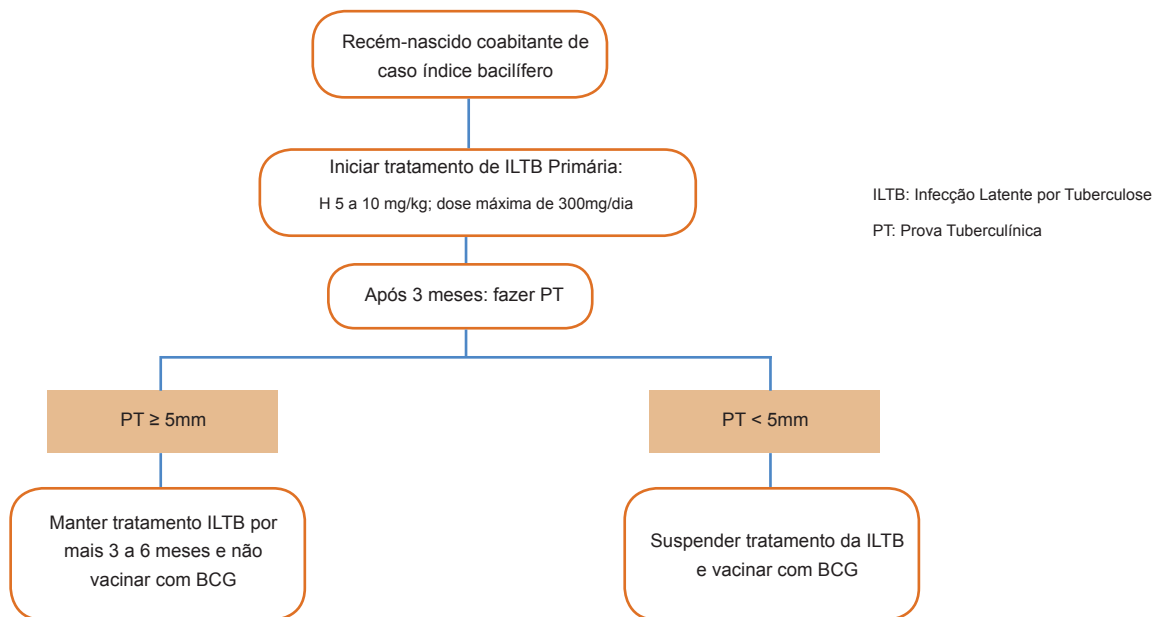 Recém-nascido coabitante de
caso índice bacilífero
Iniciar tratamento de ILTB Primária:
H 5 a 10 mg/kg; dose máxima de 300mg/dia
ILTB: Infecção Latente por Tuberculose
PT: Prova Tuberculínica
Após 3 meses: fazer PT
PT ≥ 5mm
PT < 5mm
Manter tratamento ILTB por
mais 3 a 6 meses e não
vacinar com BCG
Suspender tratamento da ILTB
e vacinar com BCG